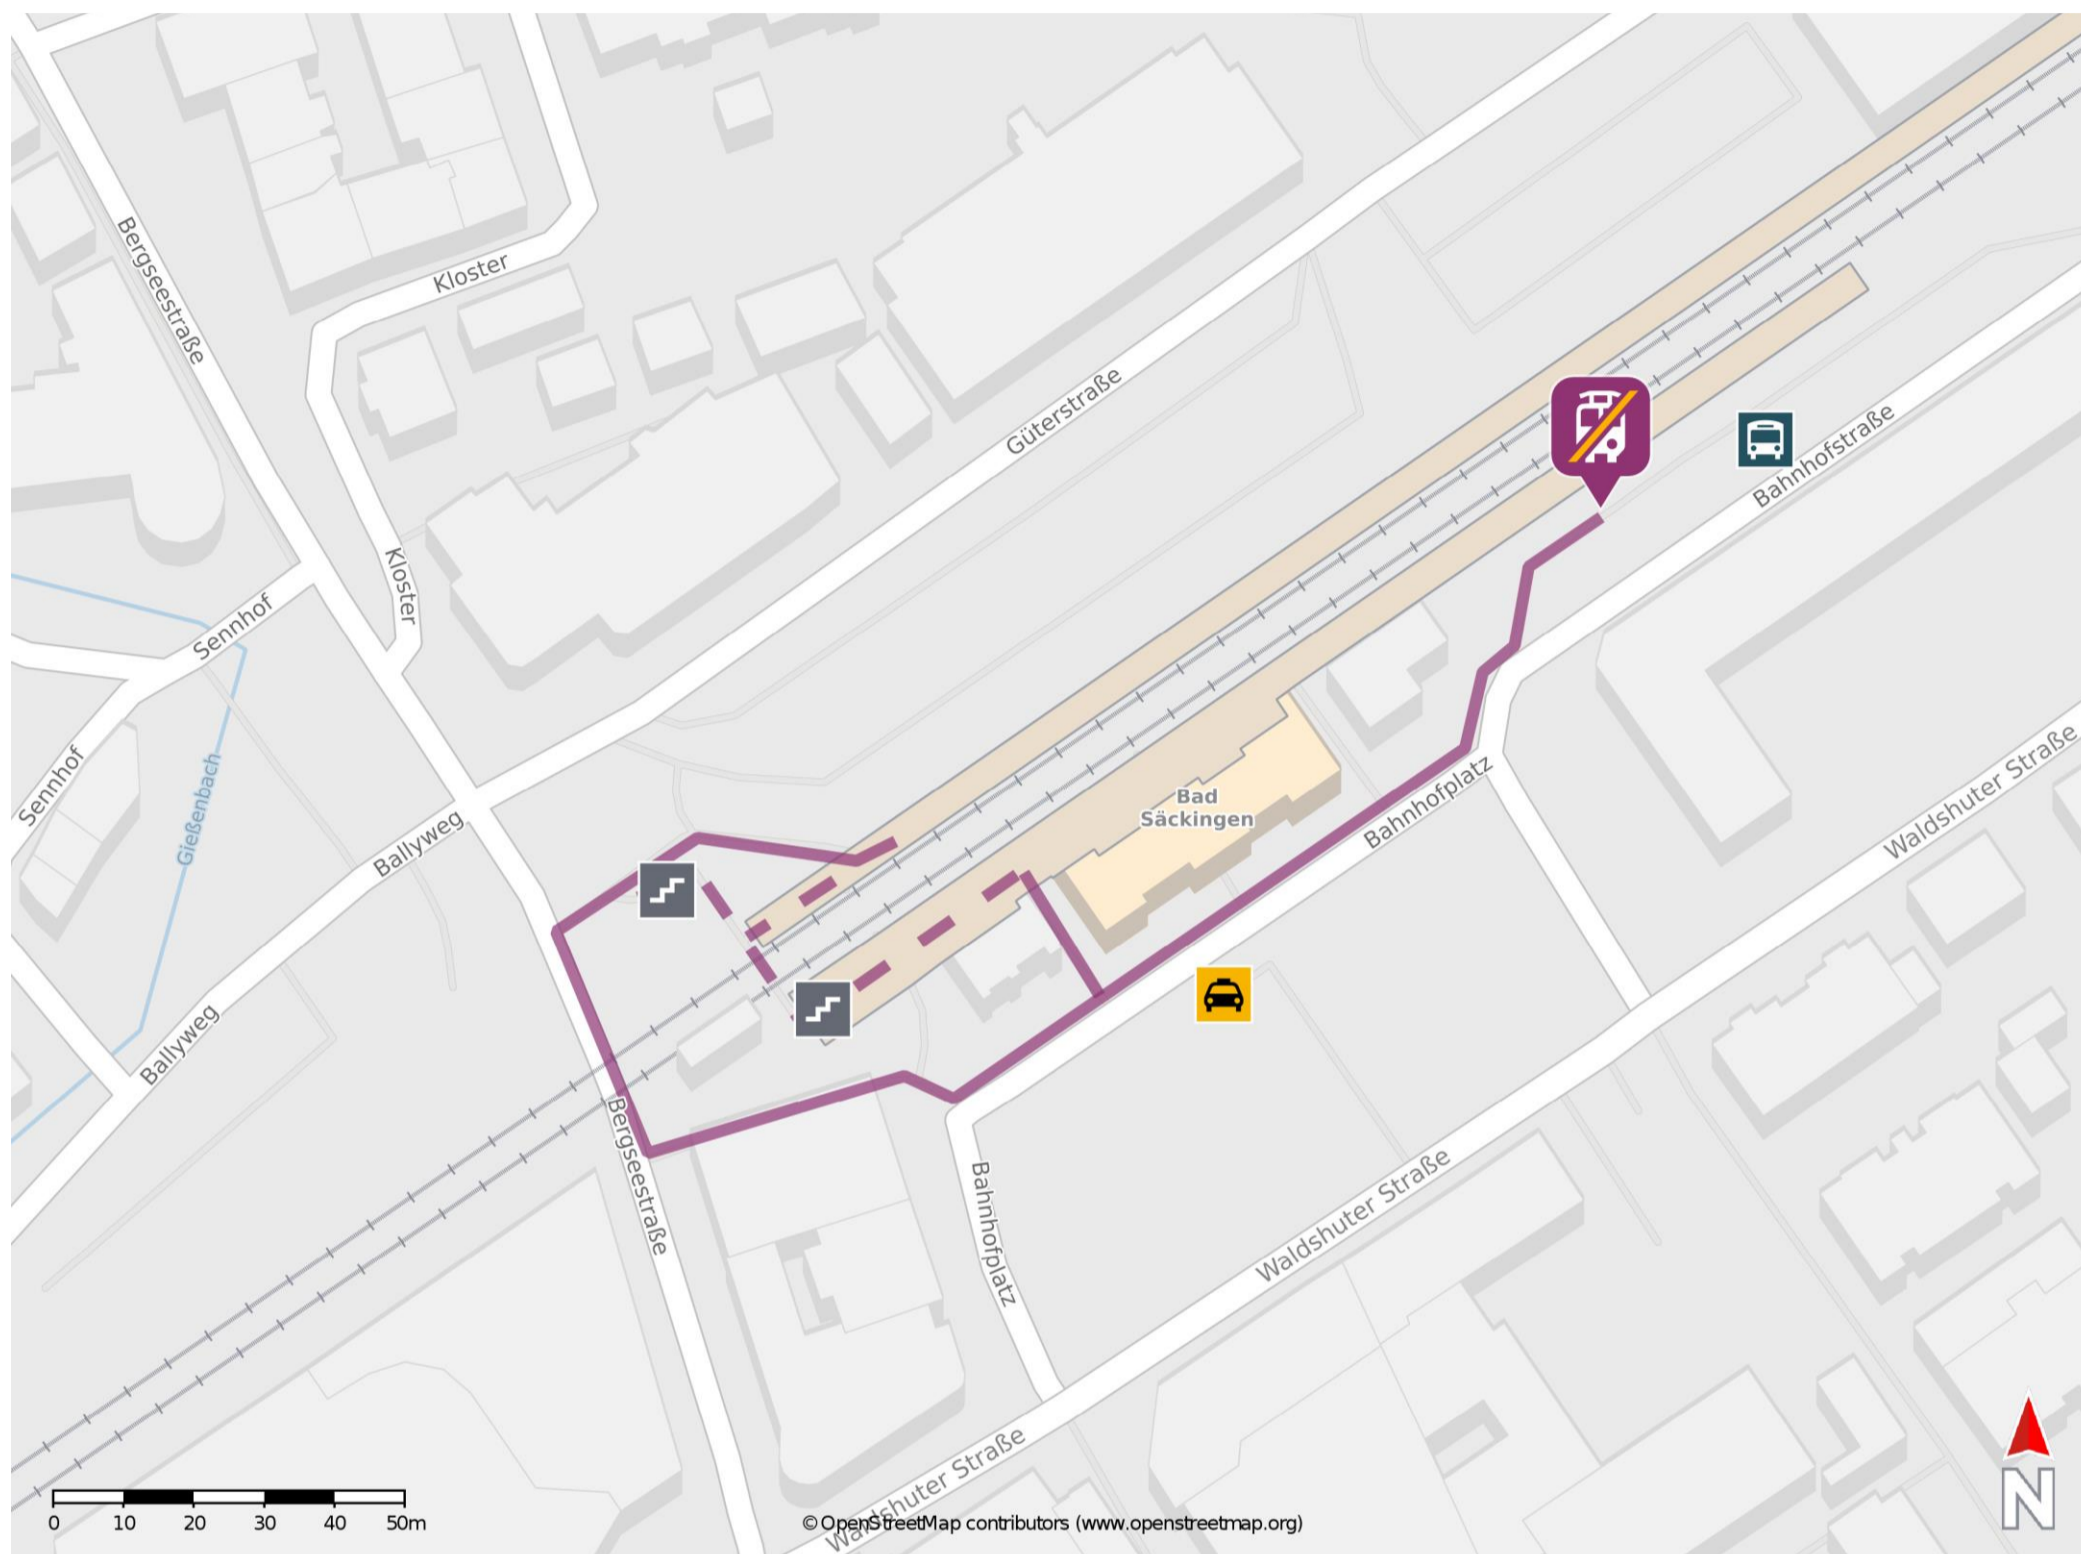 Bergseestraße
Kloster
Güterstraße
Bahnhofstraße
Kloster
Sennhof
Sennhof
Gießenbach
Ballyweg
Bad
Säckingen
Bahnhofplatz
Waldshuter Straße
Ballyweg
Bergseestraße
Bahnhofplatz
Waldshuter Straße
Waldshuter Straße
0 10 20 30 40 50m
© OpenStreetMap contributors (www.openstreetmap.org)
N